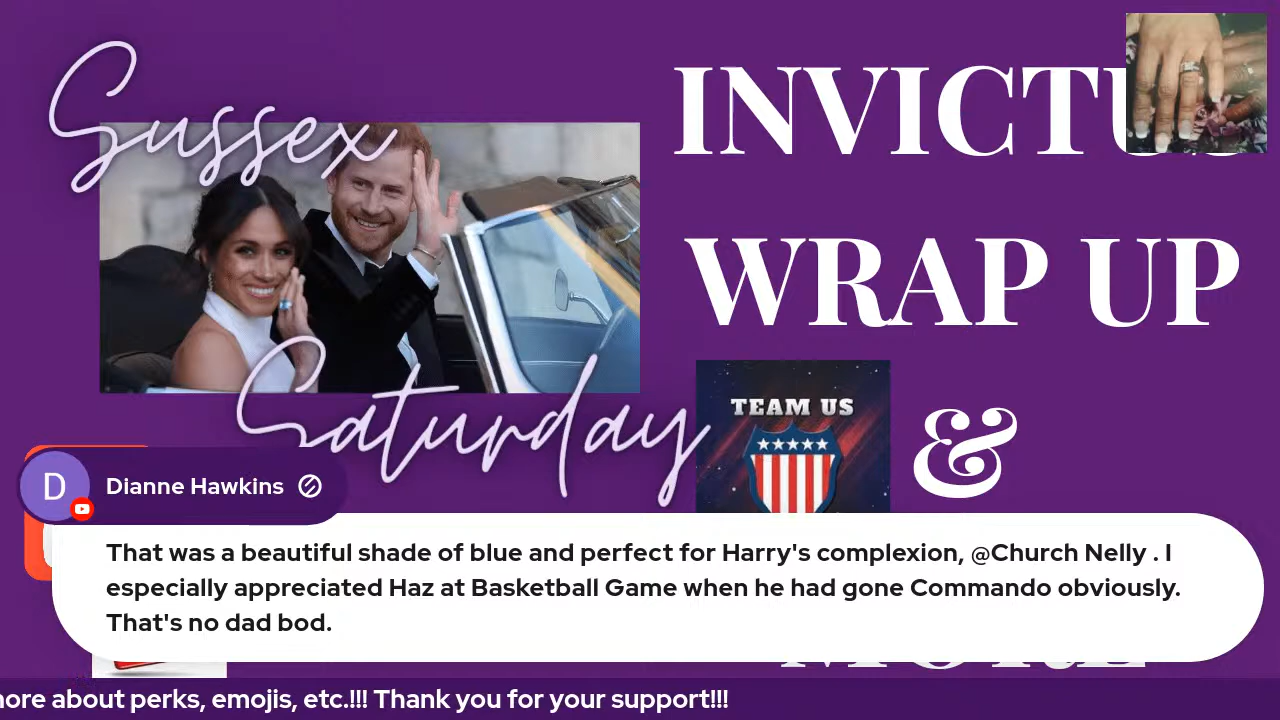 Sussex
Saturday
INVICTUS
WRAP UP
TEAM US
&
D
Dianne Hawkins
That was a beautiful shade of blue and perfect for Harry's complexion, @Church Nelly . I
especially appreciated Haz at Basketball Game when he had gone Commando obviously.
That's no dad bod.
MORE
more about perks, emojis, etc.!!! Thank you for your support!!!